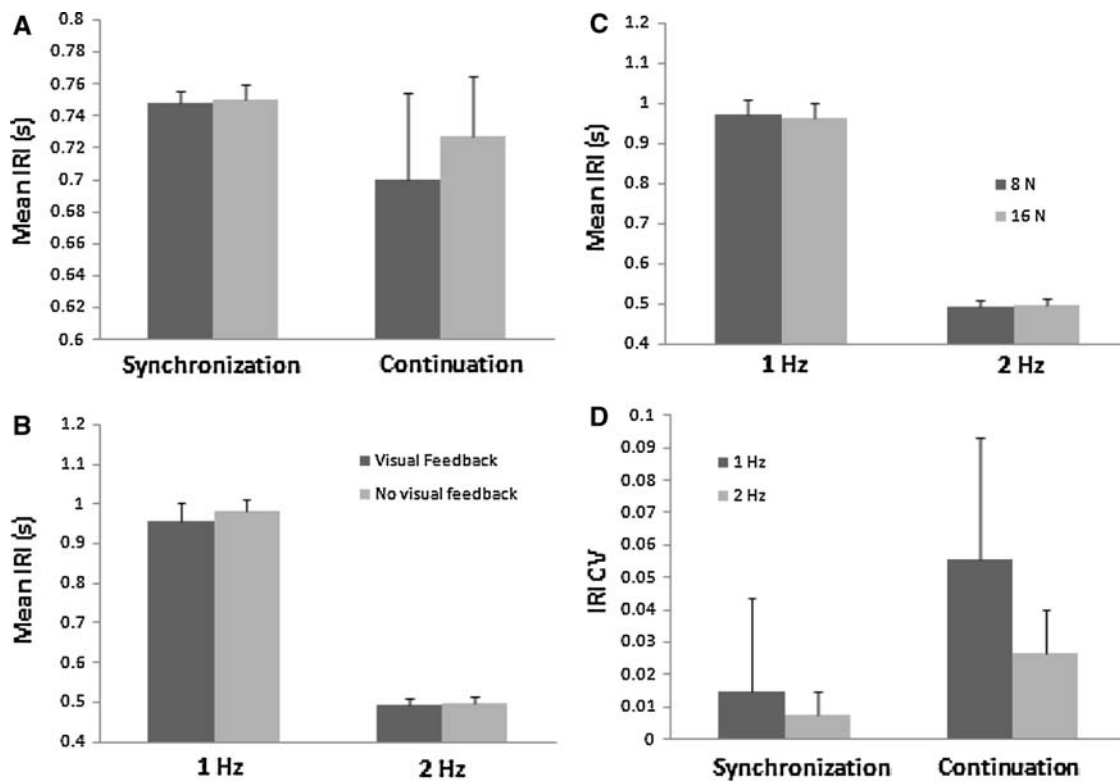 A
Mean IRI (s)
0.8
0.78
0.76
0.74
0.72
0.7
0.68
0.66
0.64
0.62
0.6
Synchronization Continuation
C
Mean IRI (s)
1.2
1.1
1
0.9
0.8
0.7
0.6
0.5
0.4
8 N
16 N
1 Hz 2 Hz
B
Mean IRI (s)
1.2
1.1
1
0.9
0.8
0.7
0.6
0.5
0.4
Visual Feedback
No visual feedback
1 Hz 2 Hz
D
IRI CV
0.1
0.09
0.08
0.07
0.06
0.05
0.04
0.03
0.02
0.01
0
1 Hz
2 Hz
Synchronization Continuation